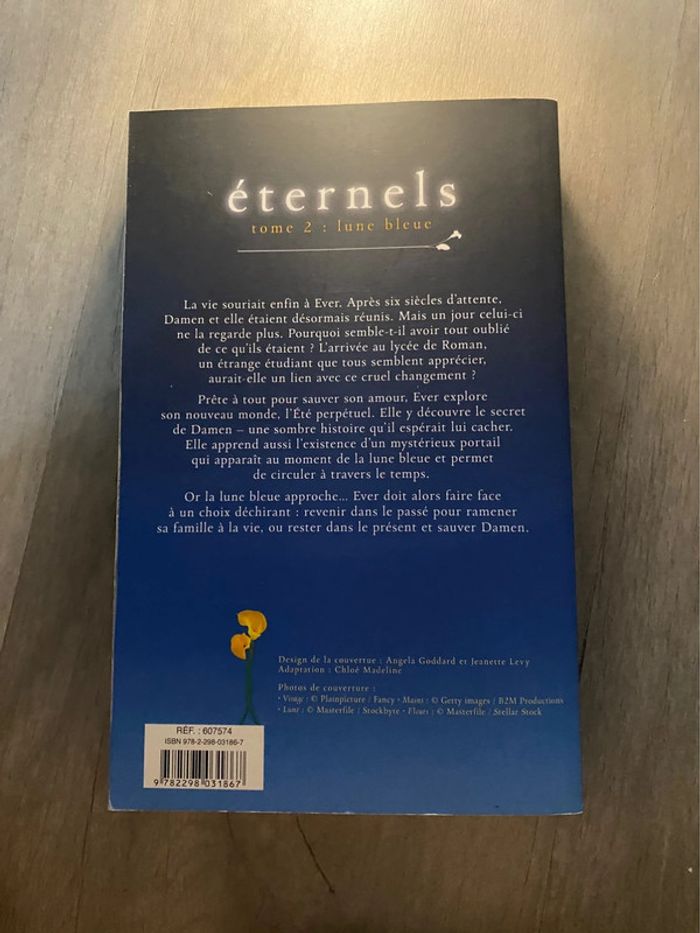 éternels
tome 2 : lune bleue
La vie souriait enfin à Ever. Après six siècles d'attente,
Damen et elle étaient désormais réunis. Mais un jour celui-ci
ne la regarde plus. Pourquoi semble-t-il avoir tout oublié
de ce qu'ils étaient ? L'arrivée au lycée de Roman,
un étrange étudiant que tous semblent apprécier,
aurait-elle un lien avec ce cruel changement ?
Prête à tout pour sauver son amour, Ever explore
son nouveau monde, l'Été perpétuel. Elle y découvre le secret
de Damen – une sombre histoire qu'il espérait lui cacher.
Elle apprend aussi l'existence d'un mystérieux portail
qui apparaît au moment de la lune bleue et permet
de circuler à travers le temps.
Or la lune bleue approche... Ever doit alors faire face
à un choix déchirant : revenir dans le passé pour ramener
sa famille à la vie, ou rester dans le présent et sauver Damen.
Design de la couverture : Angela Goddard et Jeanette Levy
Adaptation : Chloé Madeline
Photos de couverture :
• Visage : © Plainpicture / Fancy • Mains : © Getty images / B2M Productions
• Lune : © Masterfile / Stockbyte • Fleurs : © Masterfile / Stellar Stock
RÉF. : 607574
ISBN 978-2-298-03186-7
9 782298 031867